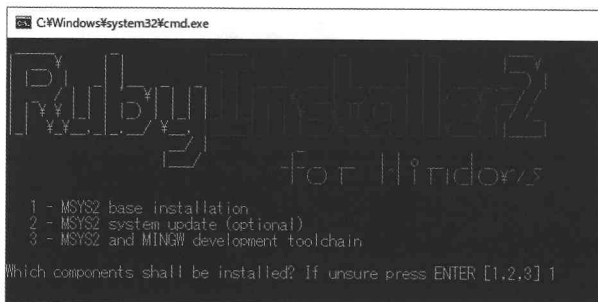 C:¥Windows¥system32¥cmd.exe
RubyInstaller2
for Windows
1 - MSYS2 base installation
2 - MSYS2 system update (optional)
3 - MSYS2 and MINGW development toolchain
Which components shall be installed? If unsure press ENTER [1,2,3] 1